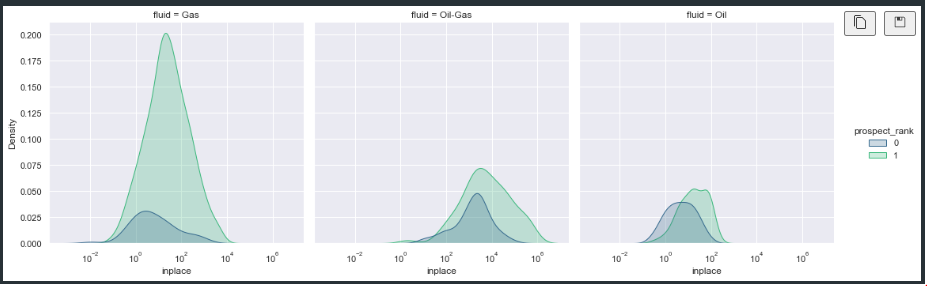 fluid = Gas
fluid = Oil-Gas
fluid = Oil
0.200
0.175
0.150
0.125
0.100
0.075
0.050
0.025
0.000
Density
10⁻² 10⁰ 10² 10⁴ 10⁶
10⁻² 10⁰ 10² 10⁴ 10⁶
10⁻² 10⁰ 10² 10⁴ 10⁶
inplace
inplace
inplace
prospect_rank
0
1